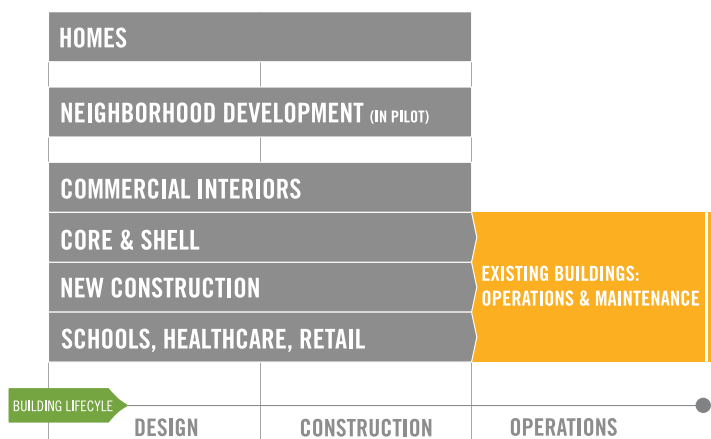 HOMES
NEIGHBORHOOD DEVELOPMENT (IN PILOT)
COMMERCIAL INTERIORS
CORE & SHELL
NEW CONSTRUCTION
SCHOOLS, HEALTHCARE, RETAIL
EXISTING BUILDINGS:
OPERATIONS & MAINTENANCE
BUILDING LIFECYLE
DESIGN
CONSTRUCTION
OPERATIONS